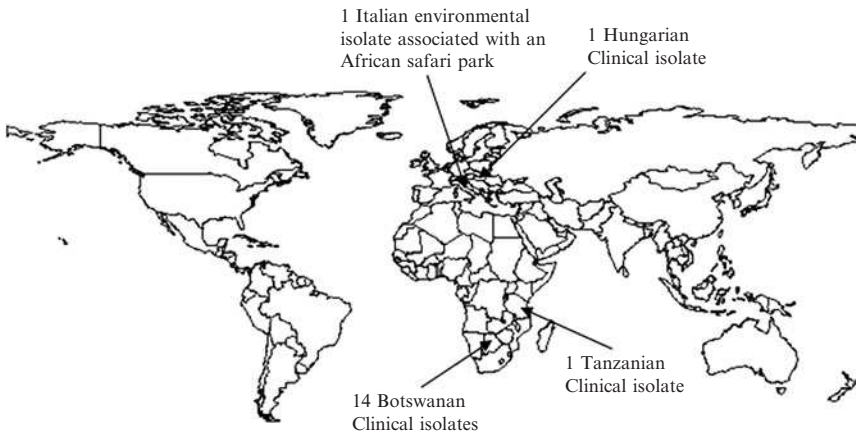 1 Italian environmental
isolate associated with an
African safari park
1 Hungarian
Clinical isolate
1 Tanzanian
Clinical isolate
14 Botswanan
Clinical isolates